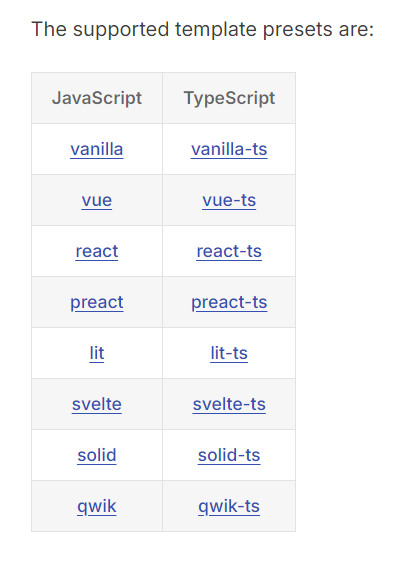 The supported template presets are:
JavaScript TypeScript
vanilla vanilla-ts
vue vue-ts
react react-ts
preact preact-ts
lit lit-ts
svelte svelte-ts
solid solid-ts
qwik qwik-ts